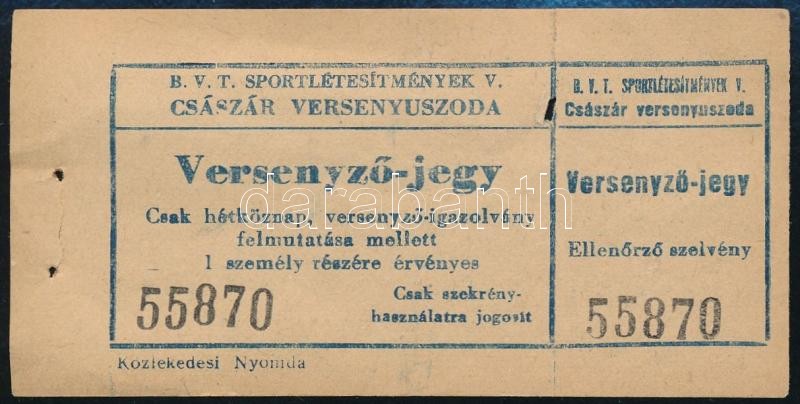 B. V. T. SPORTLÉTESÍTMÉNYEK V.
CSÁSZÁR VERSENYUSZODA
Versenyző-jegy
Csak hétköznap, versenyző-igazolvány
felmutatása mellett
1 személy részére érvényes
55870
Csak szekrény-
használatra jogosít
Közlekedési Nyomda
B. V. T. SPORTLÉTESÍTMÉNYEK V.
Császár versenyuszoda
Versenyző-jegy
Ellenőrző szelvény
55870
darabanth